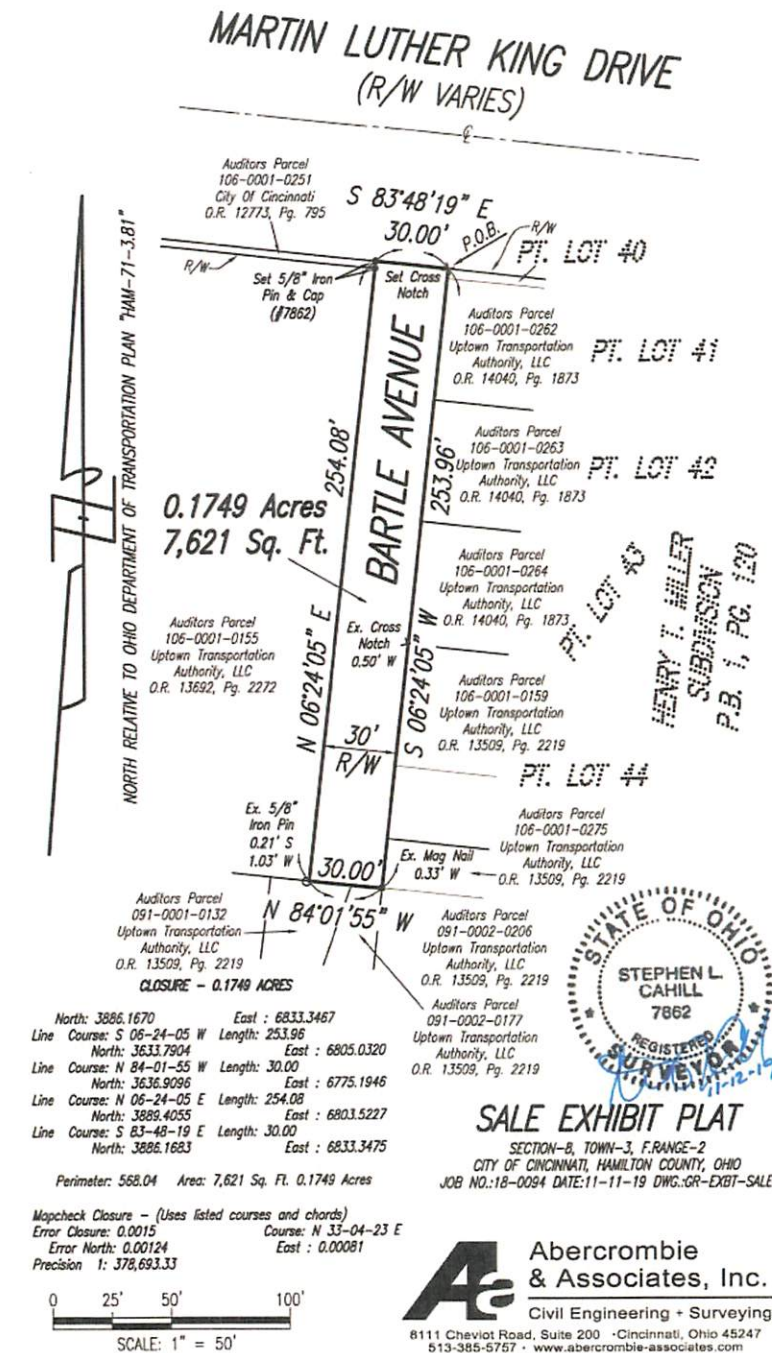 MARTIN LUTHER KING DRIVE
(R/W VARIES)
Auditors Parcel
106-0001-0251
City Of Cincinnati
O.R. 12773, Pg. 795
S 83°48'19" E
30.00'
P.O.B.
R/W
R/W
PT. LOT 40
Set 5/8" Iron
Pin & Cap
(#7862)
Set Cross
Notch
NORTH RELATIVE TO OHIO DEPARTMENT OF TRANSPORTATION PLAN "HAM-71-3.81"
Auditors Parcel
106-0001-0262
Uptown Transportation
Authority, LLC
O.R. 14040, Pg. 1873
PT. LOT 41
BARTLE AVENUE
254.08'
253.96'
Auditors Parcel
106-0001-0263
Uptown Transportation
Authority, LLC
O.R. 14040, Pg. 1873
PT. LOT 42
0.1749 Acres
7,621 Sq. Ft.
Auditors Parcel
106-0001-0264
Uptown Transportation
Authority, LLC
O.R. 14040, Pg. 1873
PT. LOT 43
HENRY T. MILLER
SUBDIVISION
P.B. 1, PG. 120
Auditors Parcel
106-0001-0155
Uptown Transportation
Authority, LLC
O.R. 13692, Pg. 2272
Ex. Cross
Notch
0.50' W
N 06°24'05" E
S 06°24'05" W
Auditors Parcel
106-0001-0159
Uptown Transportation
Authority, LLC
O.R. 13509, Pg. 2219
30'
R/W
PT. LOT 44
Ex. 5/8"
Iron Pin
0.21' S
1.03' W
30.00'
Ex. Mag Nail
0.33' W
Auditors Parcel
106-0001-0275
Uptown Transportation
Authority, LLC
O.R. 13509, Pg. 2219
N 84°01'55" W
Auditors Parcel
091-0001-0132
Uptown Transportation
Authority, LLC
O.R. 13509, Pg. 2219
Auditors Parcel
091-0002-0206
Uptown Transportation
Authority, LLC
O.R. 13509, Pg. 2219
Auditors Parcel
091-0002-0177
Uptown Transportation
Authority, LLC
O.R. 13509, Pg. 2219
STATE OF OHIO
STEPHEN L.
CAHILL
7862
REGISTERED
SURVEYOR
CLOSURE - 0.1749 ACRES
North: 3886.1670 East : 6833.3467
Line Course: S 06-24-05 W Length: 253.96
North: 3633.7904 East : 6805.0320
Line Course: N 84-01-55 W Length: 30.00
North: 3636.9096 East : 6775.1946
Line Course: N 06-24-05 E Length: 254.08
North: 3889.4055 East : 6803.5227
Line Course: S 83-48-19 E Length: 30.00
North: 3886.1683 East : 6833.3475
Perimeter: 568.04 Area: 7,621 Sq. Ft. 0.1749 Acres
Mapcheck Closure - (Uses listed courses and chords)
Error Closure: 0.0015 Course: N 33-04-23 E
Error North: 0.00124 East : 0.00081
Precision 1: 378,693.33
0 25' 50' 100'
SCALE: 1" = 50'
SALE EXHIBIT PLAT
SECTION-8, TOWN-3, F.RANGE-2
CITY OF CINCINNATI, HAMILTON COUNTY, OHIO
JOB NO.:18-0094 DATE:11-11-19 DWG.:GR-EXBT-SALE
Aa
Abercrombie
& Associates, Inc.
Civil Engineering + Surveying
8111 Cheviot Road, Suite 200 · Cincinnati, Ohio 45247
513-385-5757 · www.abercrombie-associates.com